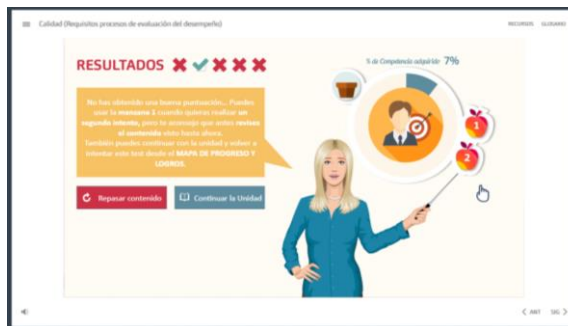 Calidad (Requisitos procesos de evaluación del desempeño)
RECURSOS GLOSARIO
RESULTADOS
% de Competencia adquirida 7%
No has obtenido una buena puntuación... Puedes
usar la manzana 1 cuando quieras realizar un
segundo intento, pero te aconsejo que antes revises
el contenido visto hasta ahora.
También puedes continuar con la unidad y volver a
intentar este test desde el MAPA DE PROGRESO Y
LOGROS.
1
2
Repasar contenido
Continuar la Unidad
ANT SIG